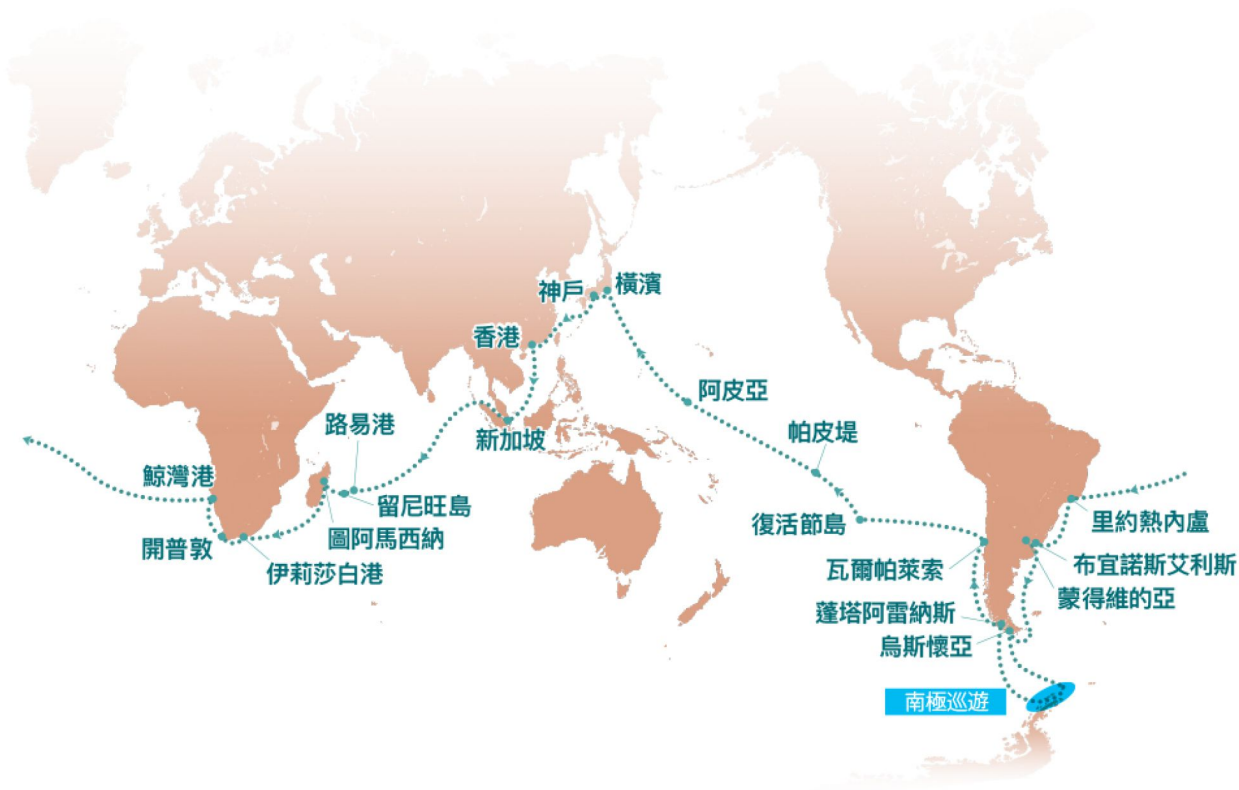 神戶
橫濱
香港
阿皮亞
路易港
新加坡
帕皮堤
鯨灣港
留尼旺島
復活節島
里約熱內盧
圖阿馬西納
開普敦
伊莉莎白港
瓦爾帕萊索
布宜諾斯艾利斯
蒙得維的亞
蓬塔阿雷納斯
烏斯懷亞
南極巡遊